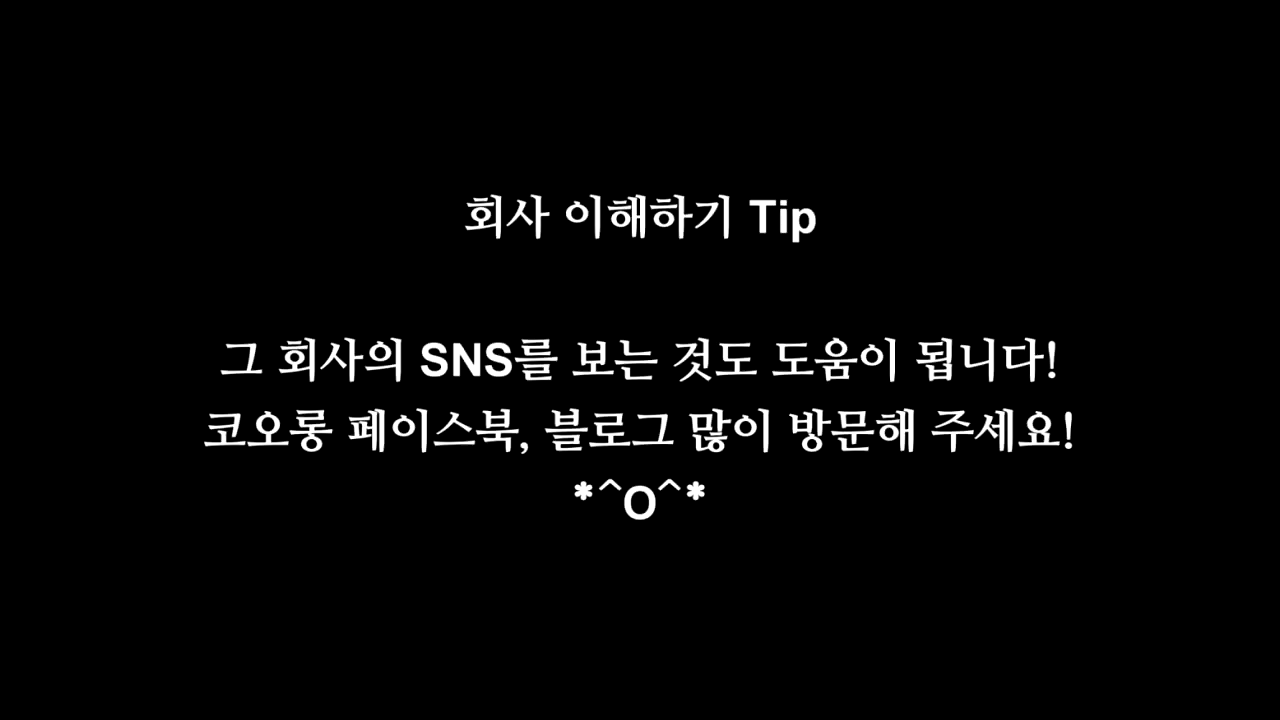 회사 이해하기 Tip
그 회사의 SNS를 보는 것도 도움이 됩니다!
코오롱 페이스북, 블로그 많이 방문해 주세요!
*^O^*